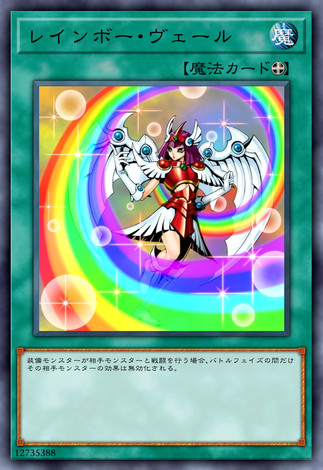 レインボー・ヴェール
魔
【魔法カード】
装備モンスターが相手モンスターと戦闘を行う場合、バトルフェイズの間だけ
その相手モンスターの効果は無効化される。
12735388